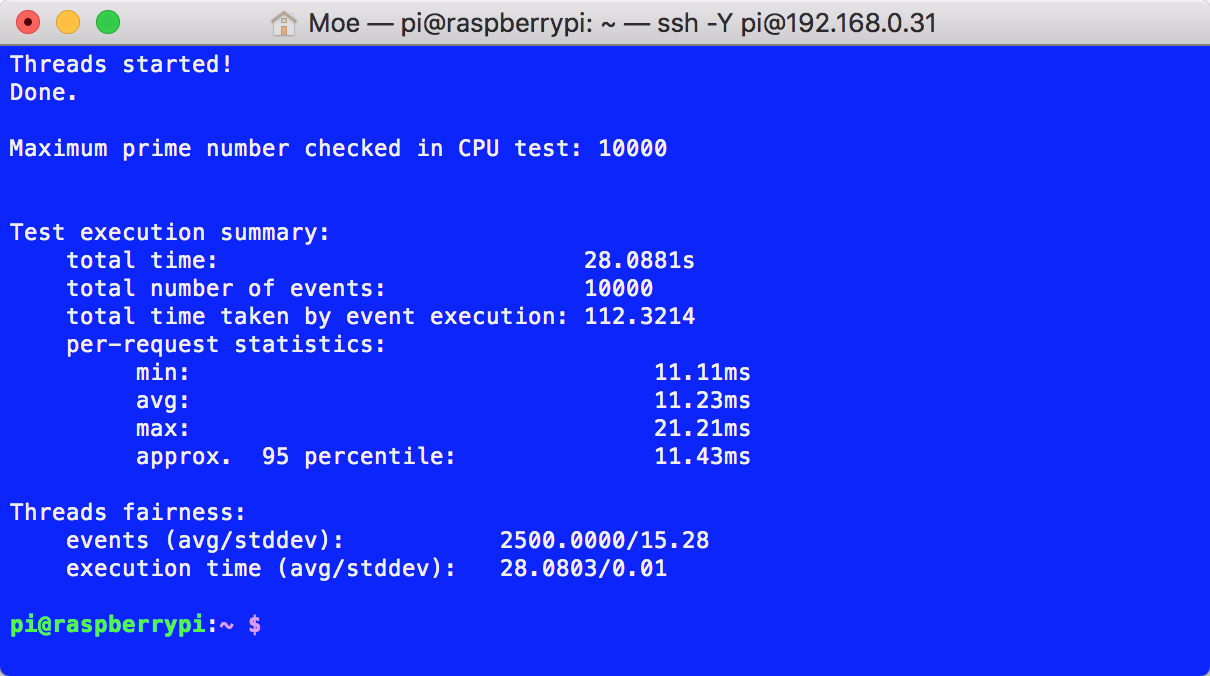 Moe — pi@raspberrypi: ~ — ssh -Y pi@192.168.0.31
Threads started!
Done.
Maximum prime number checked in CPU test: 10000
Test execution summary:
total time: 28.0881s
total number of events: 10000
total time taken by event execution: 112.3214
per-request statistics:
min: 11.11ms
avg: 11.23ms
max: 21.21ms
approx.  95 percentile: 11.43ms
Threads fairness:
events (avg/stddev): 2500.0000/15.28
execution time (avg/stddev): 28.0803/0.01
pi@raspberrypi:~ $